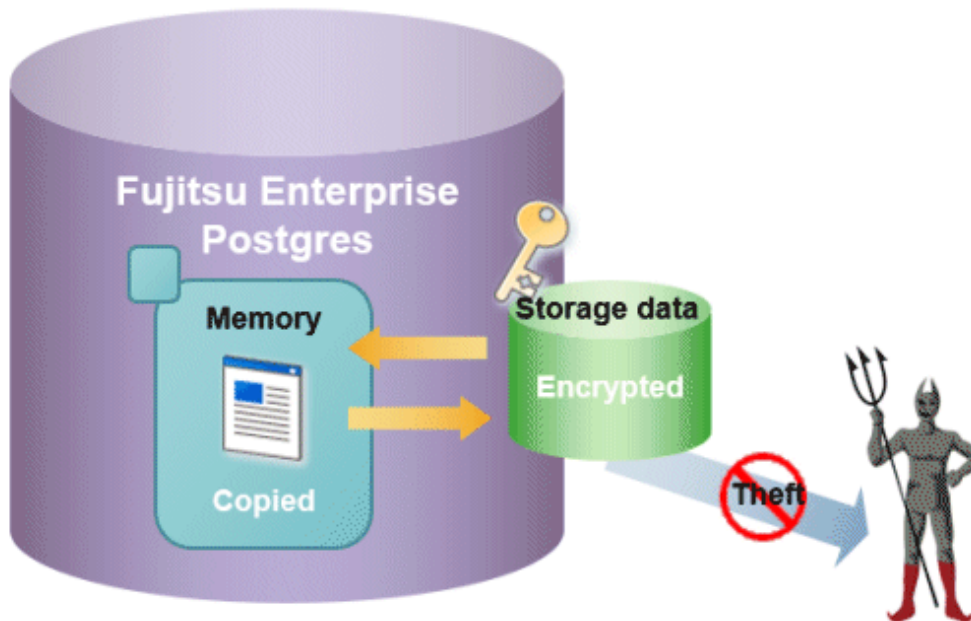 Fujitsu Enterprise
Postgres
Memory
Copied
Storage data
Encrypted
Theft